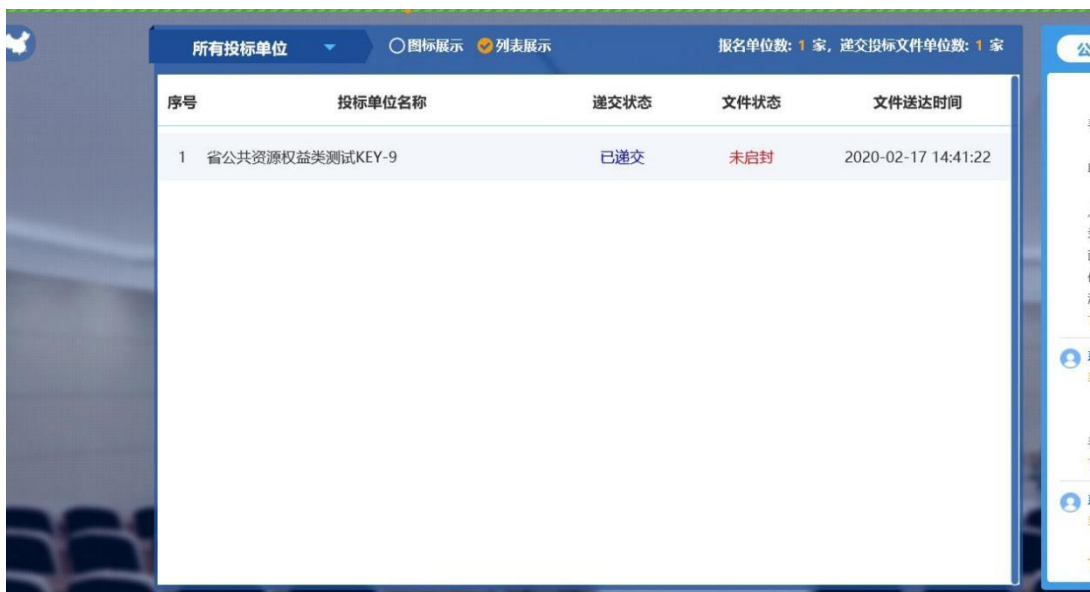 所有投标单位 图标展示 列表展示 报名单位数: 1 家, 递交投标文件单位数: 1 家
序号 投标单位名称 递交状态 文件状态 文件送达时间
1 省公共资源权益类测试KEY-9 已递交 未启封 2020-02-17 14:41:22